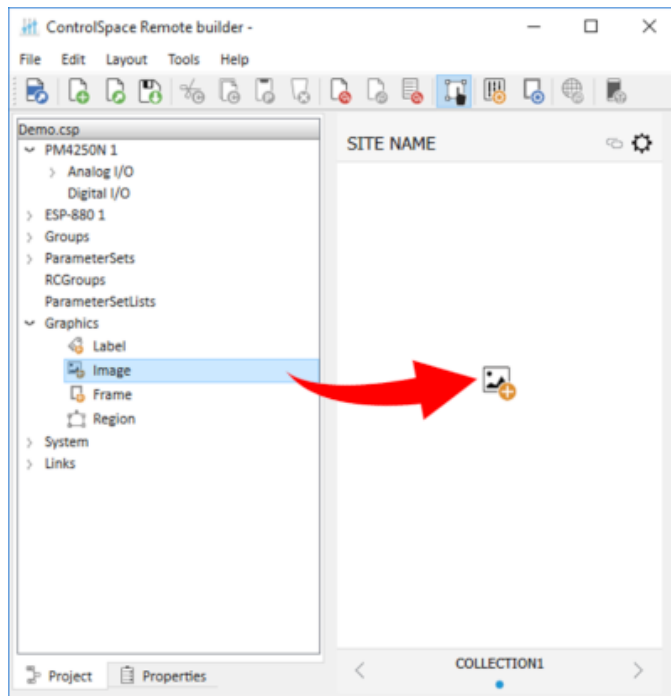 ControlSpace Remote builder -
File Edit Layout Tools Help
Demo.csp
PM4250N 1
Analog I/O
Digital I/O
ESP-880 1
Groups
ParameterSets
RCGroups
ParameterSetLists
Graphics
Label
Image
Frame
Region
System
Links
Project Properties
SITE NAME
COLLECTION1